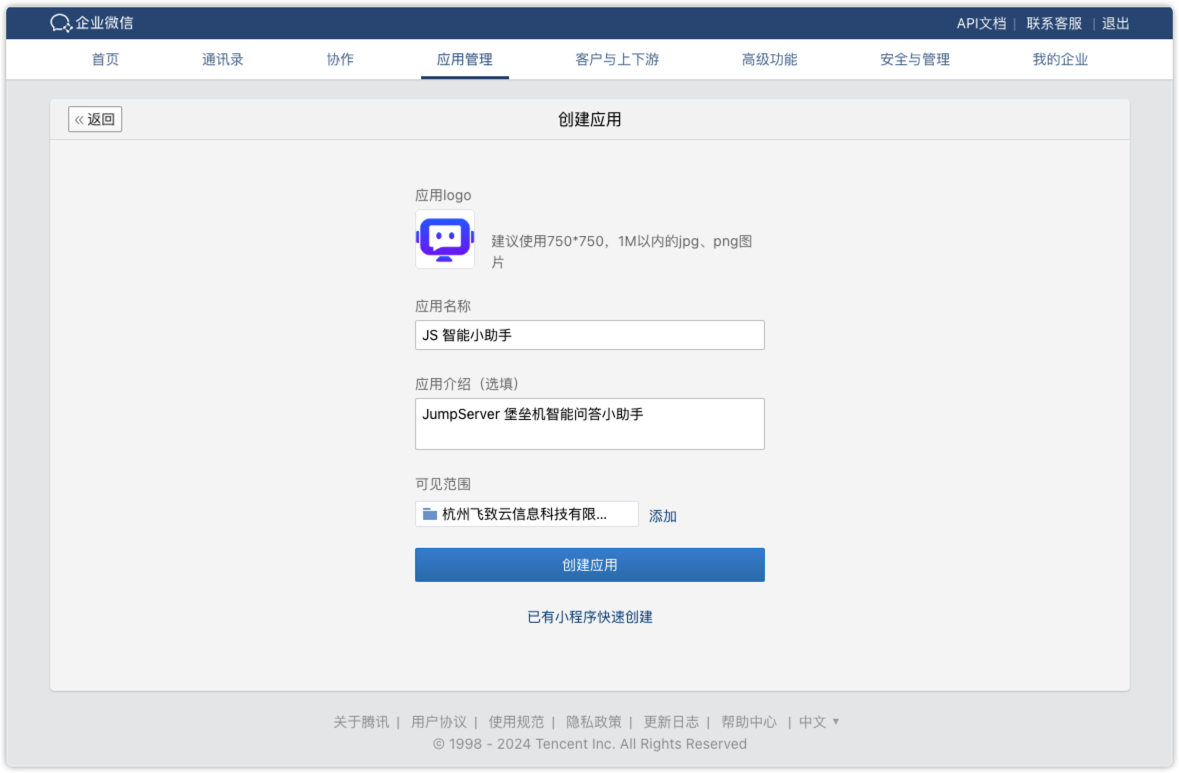 企业微信
API文档 | 联系客服 | 退出
首页 通讯录 协作 应用管理 客户与上下游 高级功能 安全与管理 我的企业
« 返回 创建应用
应用logo
建议使用750*750，1M以内的jpg、png图
片
应用名称
JS 智能小助手
应用介绍（选填）
JumpServer 堡垒机智能问答小助手
可见范围
杭州飞致云信息科技有限... 添加
创建应用
已有小程序快速创建
关于腾讯 | 用户协议 | 使用规范 | 隐私政策 | 更新日志 | 帮助中心 | 中文 ▼
© 1998 - 2024 Tencent Inc. All Rights Reserved